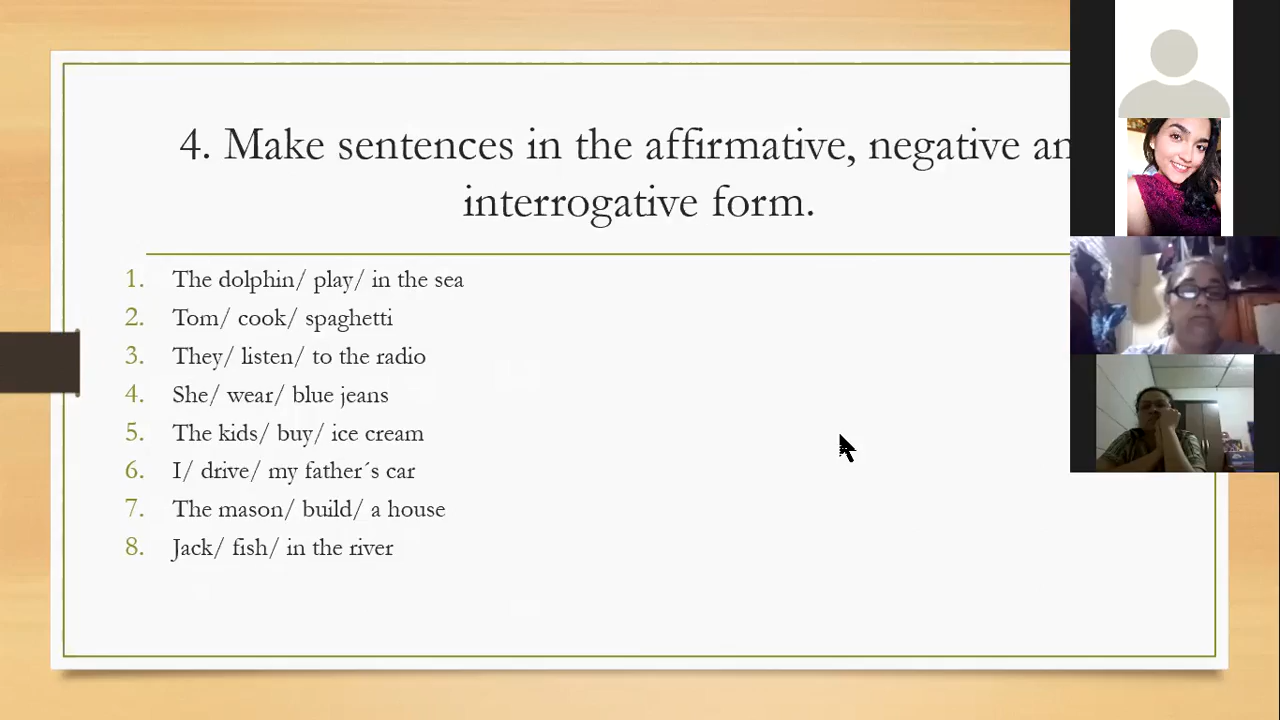 4. Make sentences in the affirmative, negative an
interrogative form.
1. The dolphin/ play/ in the sea
2. Tom/ cook/ spaghetti
3. They/ listen/ to the radio
4. She/ wear/ blue jeans
5. The kids/ buy/ ice cream
6. I/ drive/ my father´s car
7. The mason/ build/ a house
8. Jack/ fish/ in the river